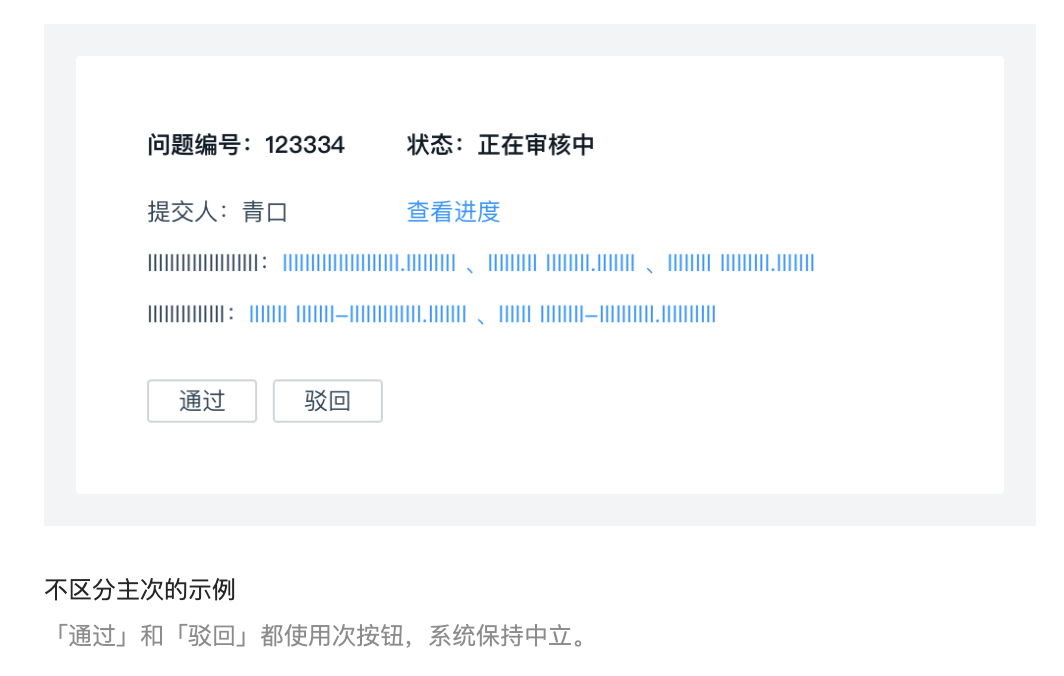 问题编号：123334 状态：正在审核中
提交人：青口 查看进度
通过 驳回
不区分主次的示例
「通过」和「驳回」都使用次按钮，系统保持中立。